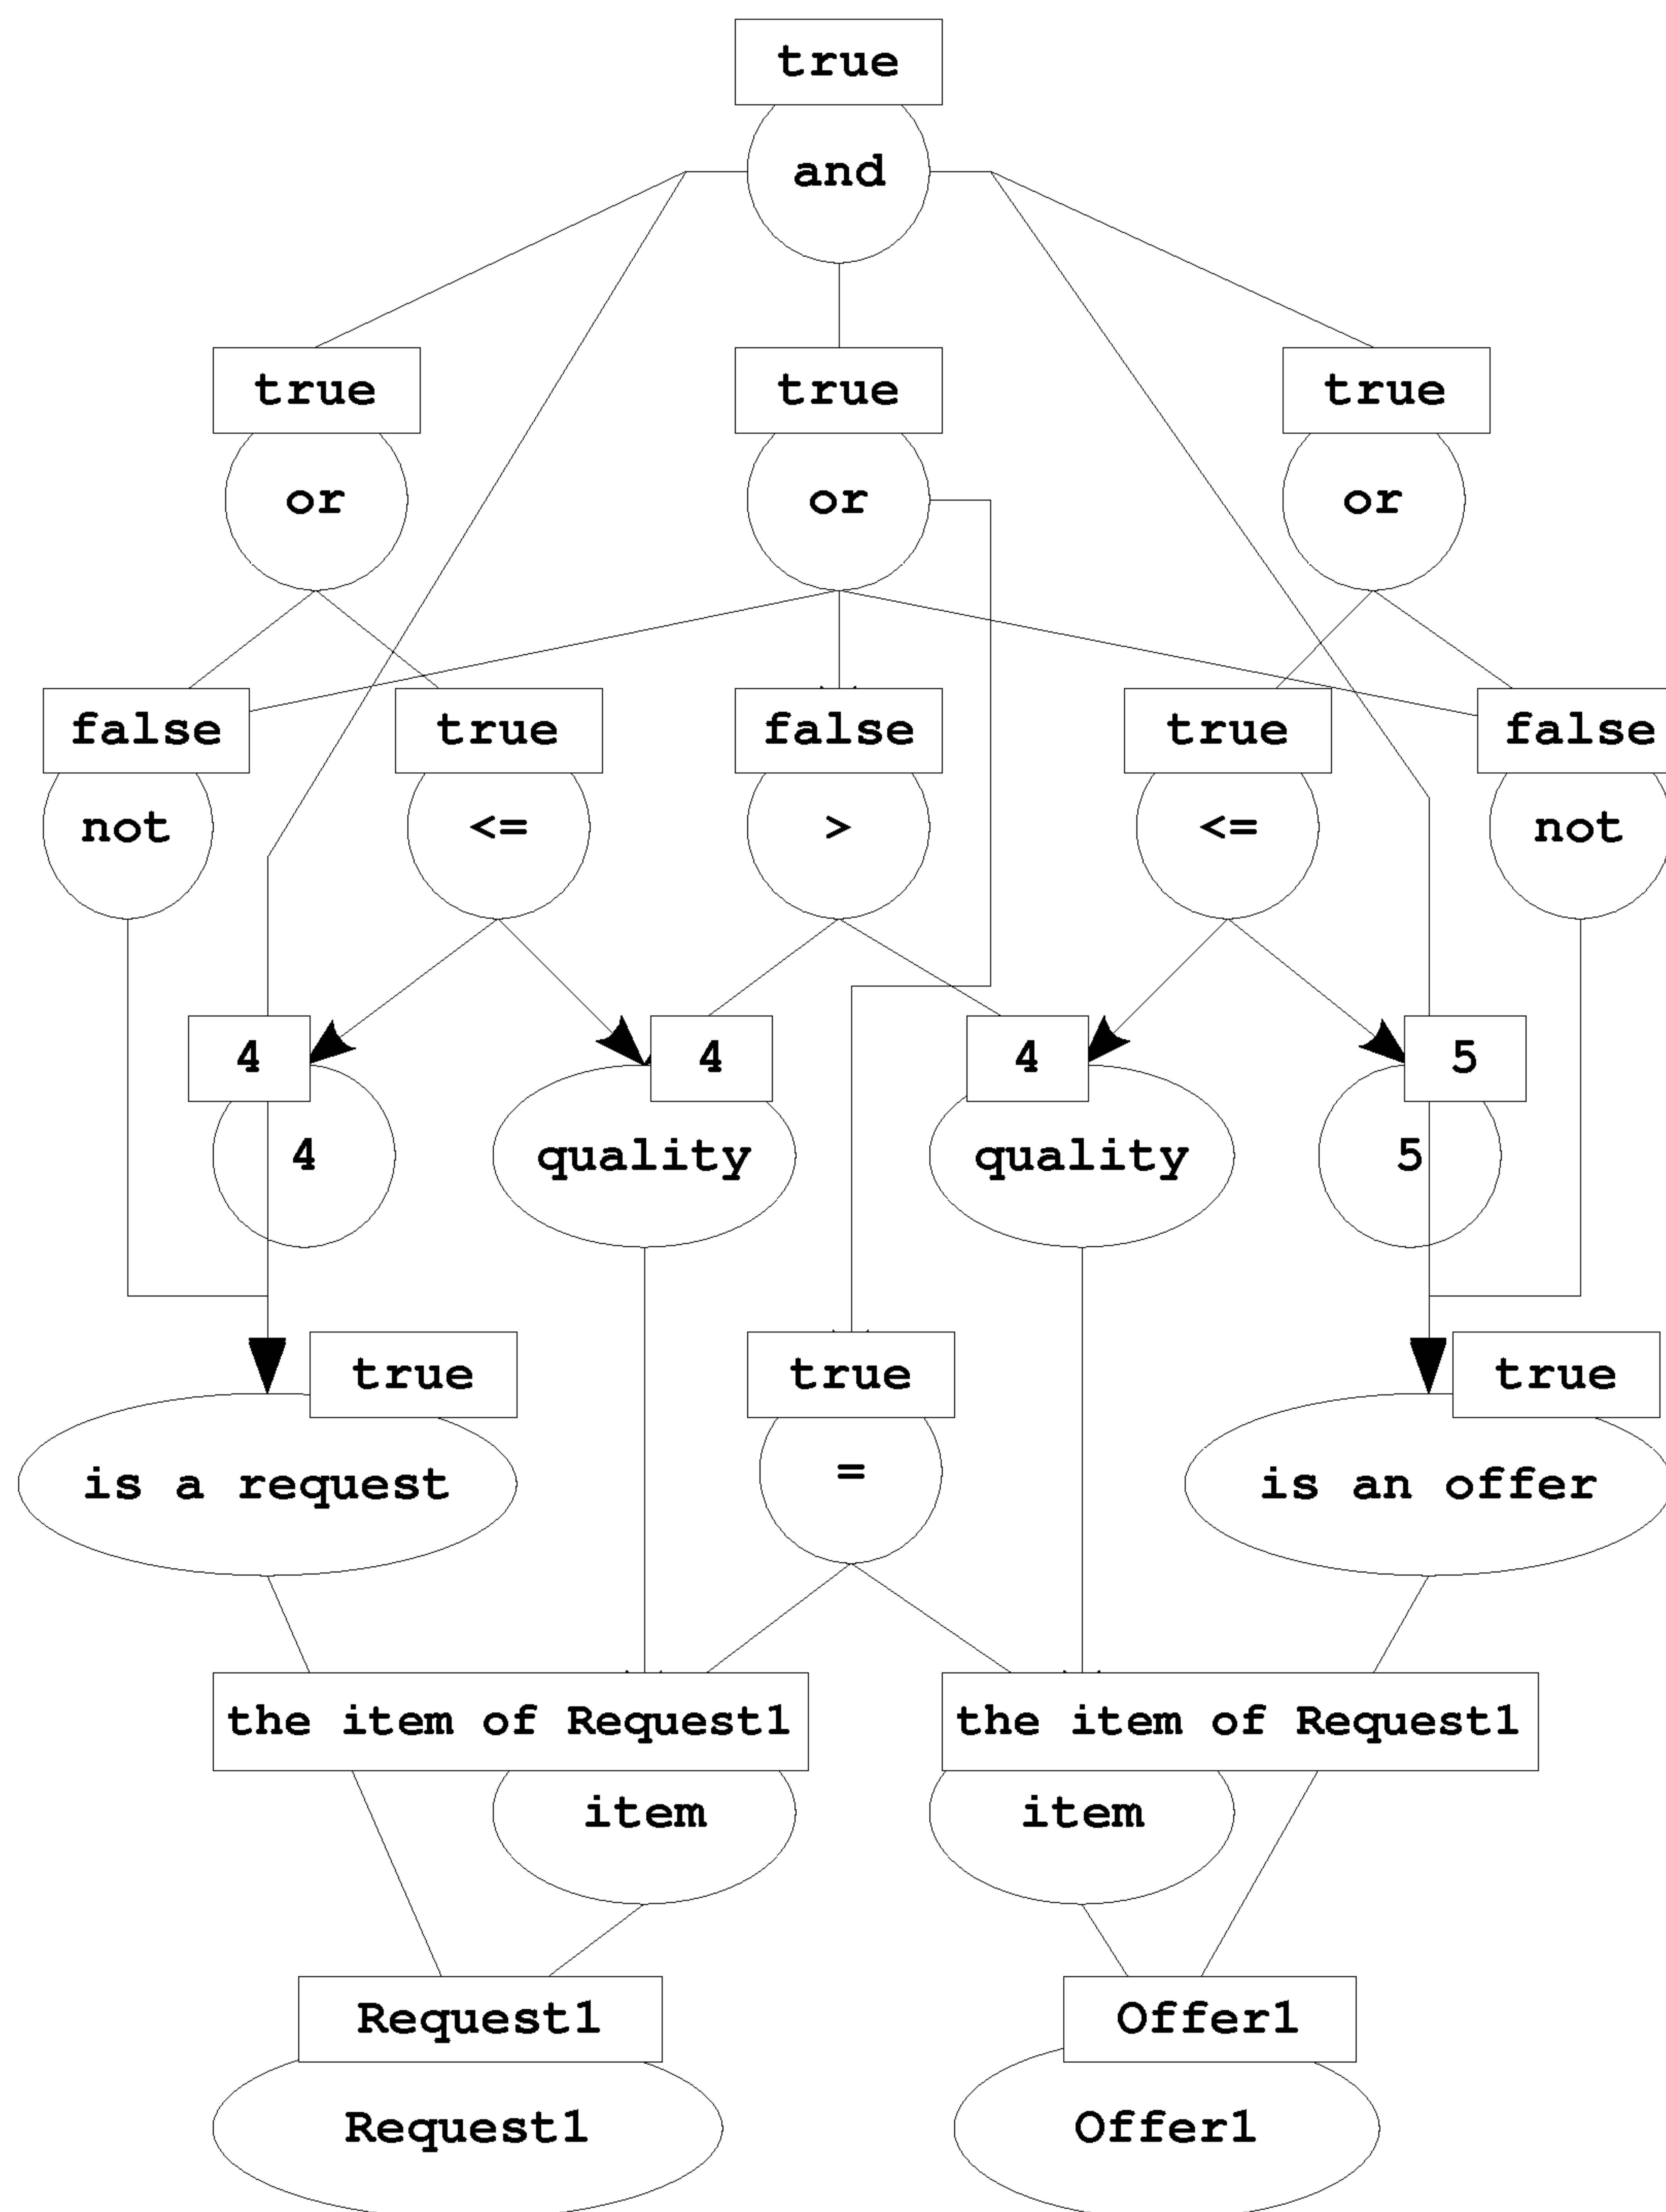 true
and
true
true
true
or
or
or
false
true
false
true
false
not
<=
>
<=
not
4
4
4
5
4
quality
quality
5
true
true
true
is a request
=
is an offer
the item of Request1
the item of Request1
item
item
Request1
Offer1
Request1
Offer1